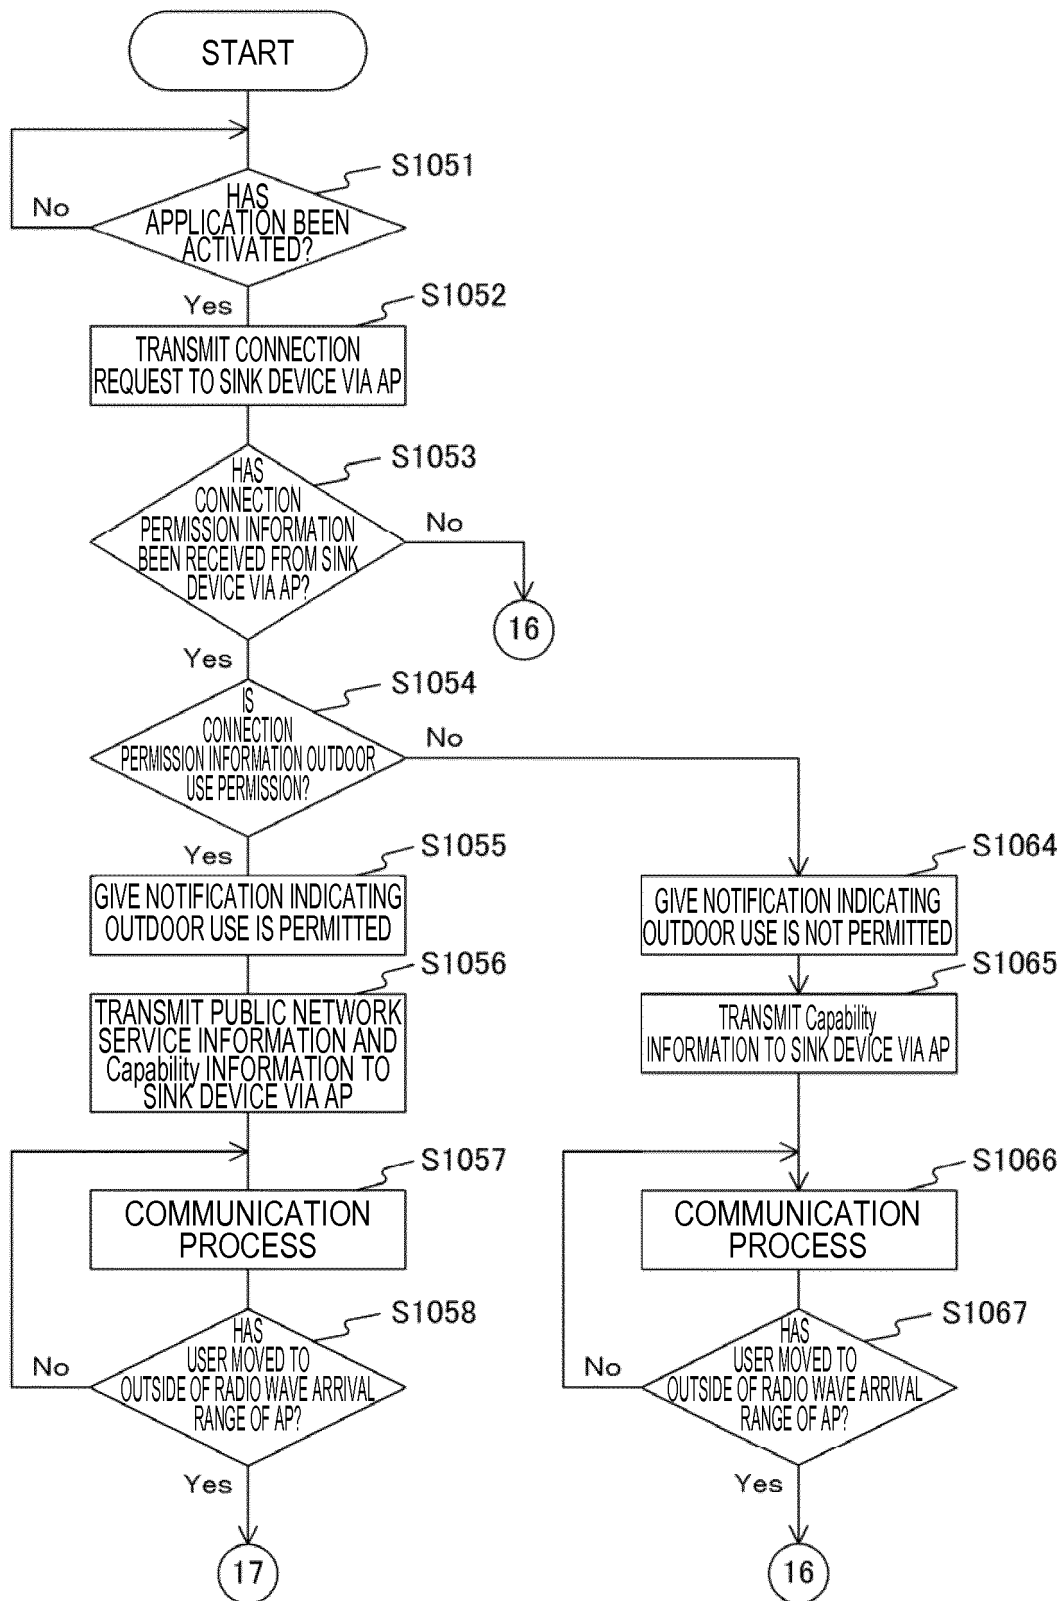 START
S1051
HAS
APPLICATION BEEN
ACTIVATED?
No
Yes
S1052
TRANSMIT CONNECTION
REQUEST TO SINK DEVICE VIA AP
S1053
HAS
CONNECTION
PERMISSION INFORMATION
BEEN RECEIVED FROM SINK
DEVICE VIA AP?
No
16
Yes
S1054
IS
CONNECTION
PERMISSION INFORMATION OUTDOOR
USE PERMISSION?
No
Yes
S1055
GIVE NOTIFICATION INDICATING
OUTDOOR USE IS PERMITTED
S1056
TRANSMIT PUBLIC NETWORK
SERVICE INFORMATION AND
Capability INFORMATION TO
SINK DEVICE VIA AP
S1057
COMMUNICATION
PROCESS
S1058
HAS
USER MOVED TO
OUTSIDE OF RADIO WAVE ARRIVAL
RANGE OF AP?
No
Yes
17
S1064
GIVE NOTIFICATION INDICATING
OUTDOOR USE IS NOT PERMITTED
S1065
TRANSMIT Capability
INFORMATION TO SINK DEVICE VIA AP
S1066
COMMUNICATION
PROCESS
S1067
HAS
USER MOVED TO
OUTSIDE OF RADIO WAVE ARRIVAL
RANGE OF AP?
No
Yes
16